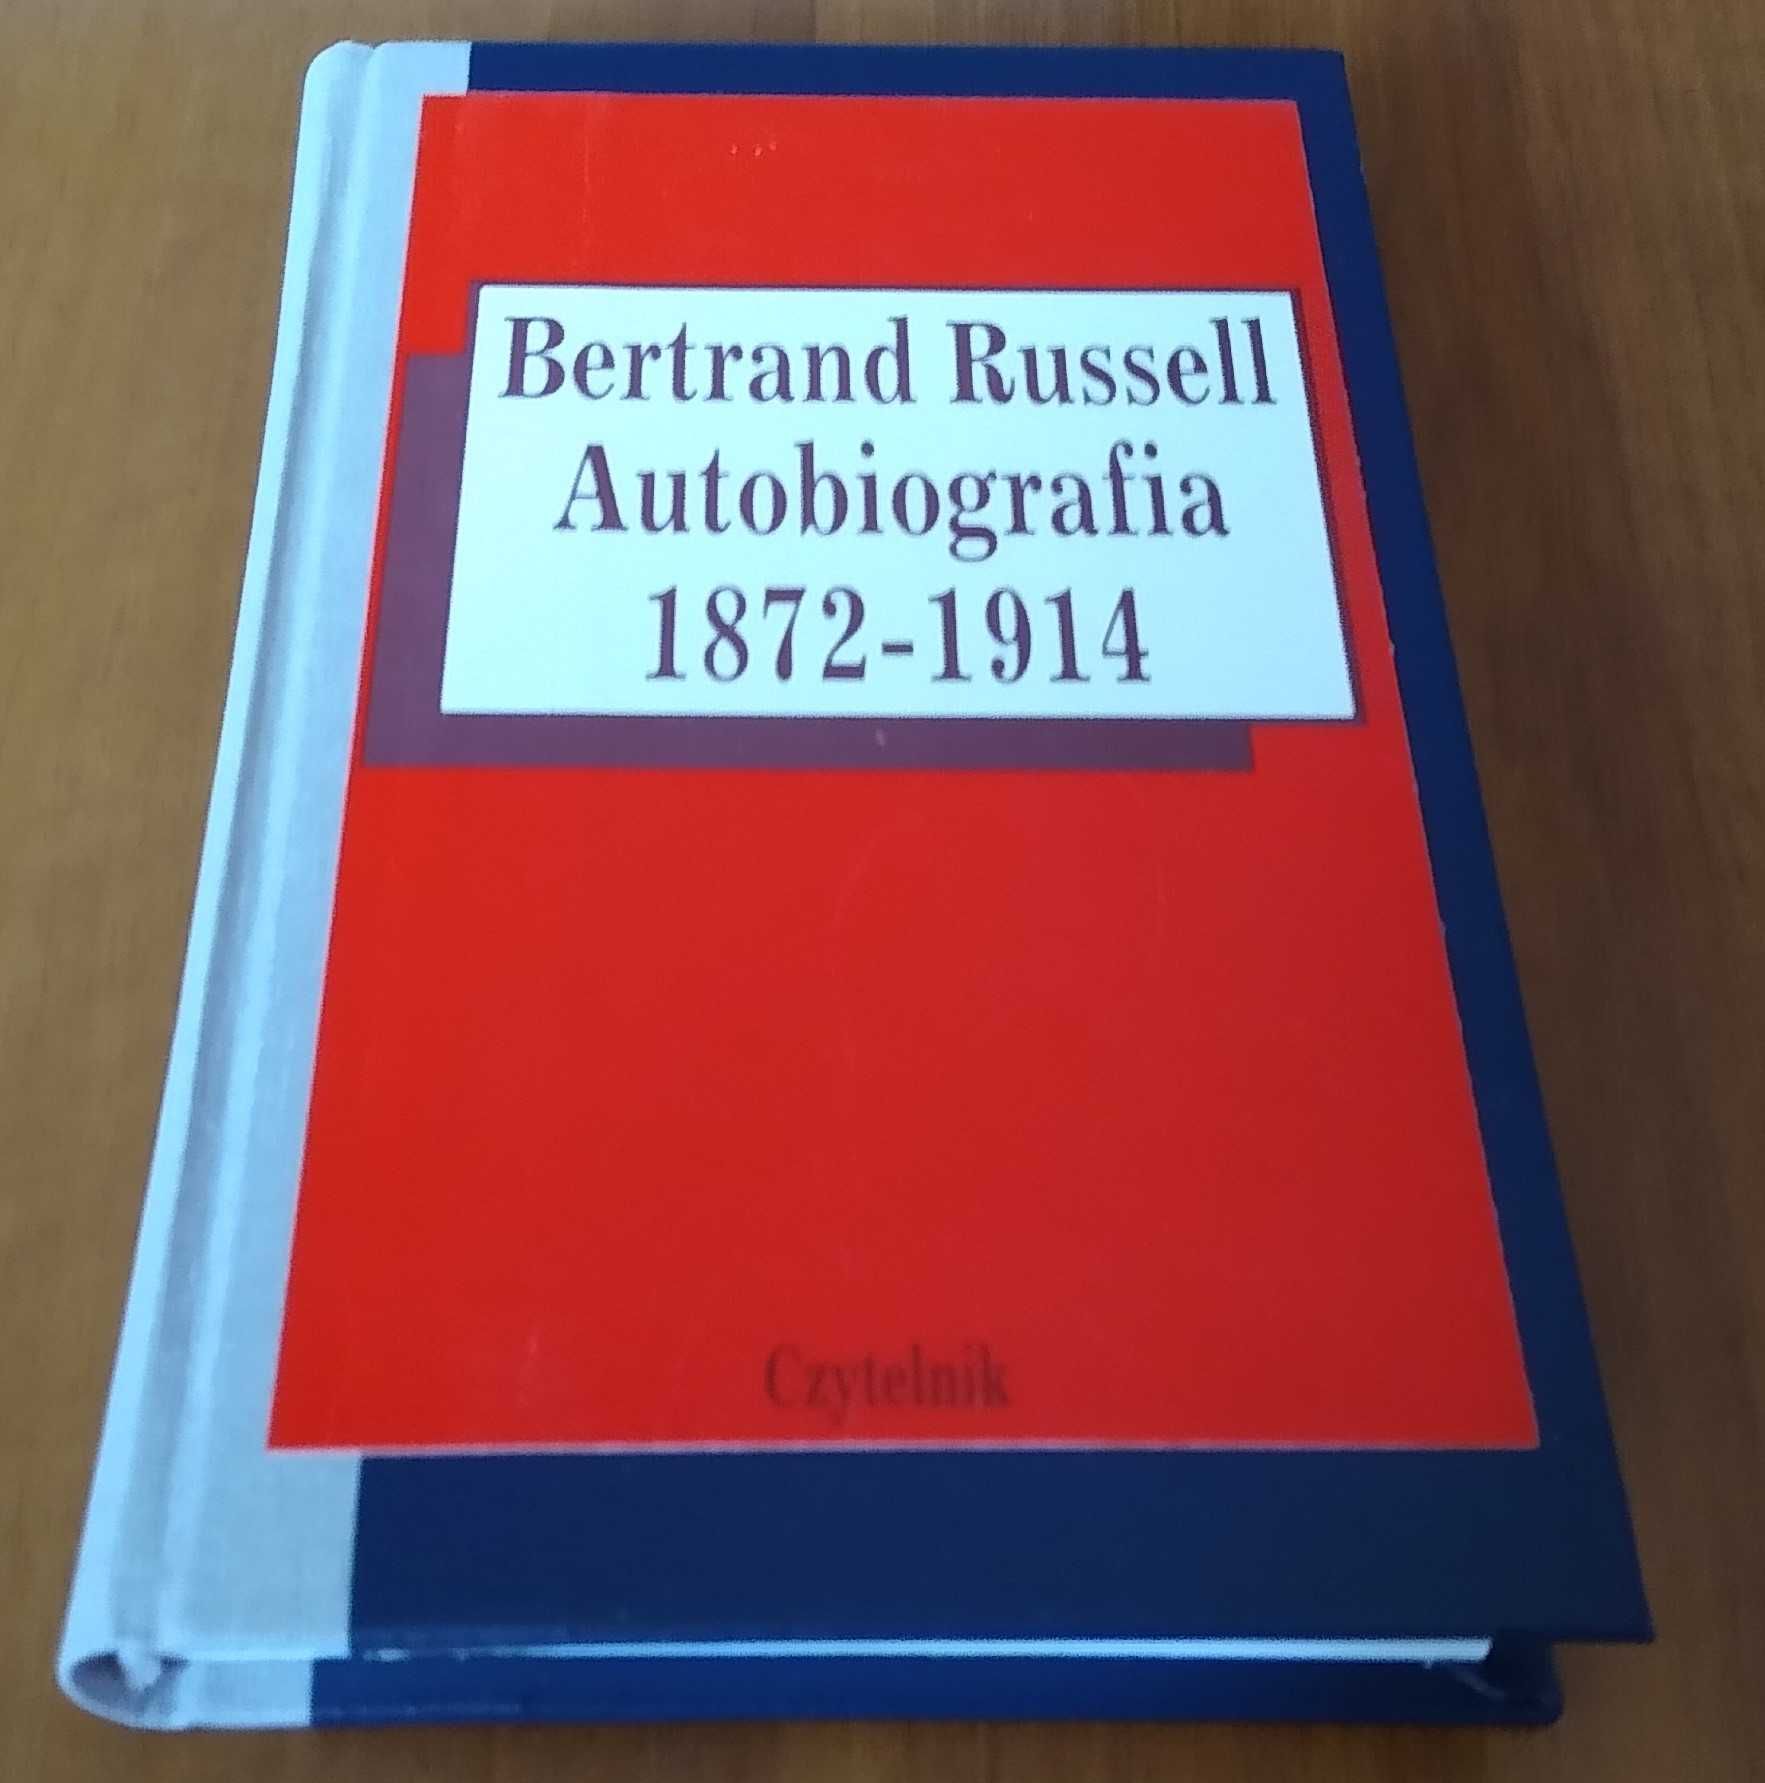 Bertrand Russell
Autobiografia
1872-1914
Czytelnik